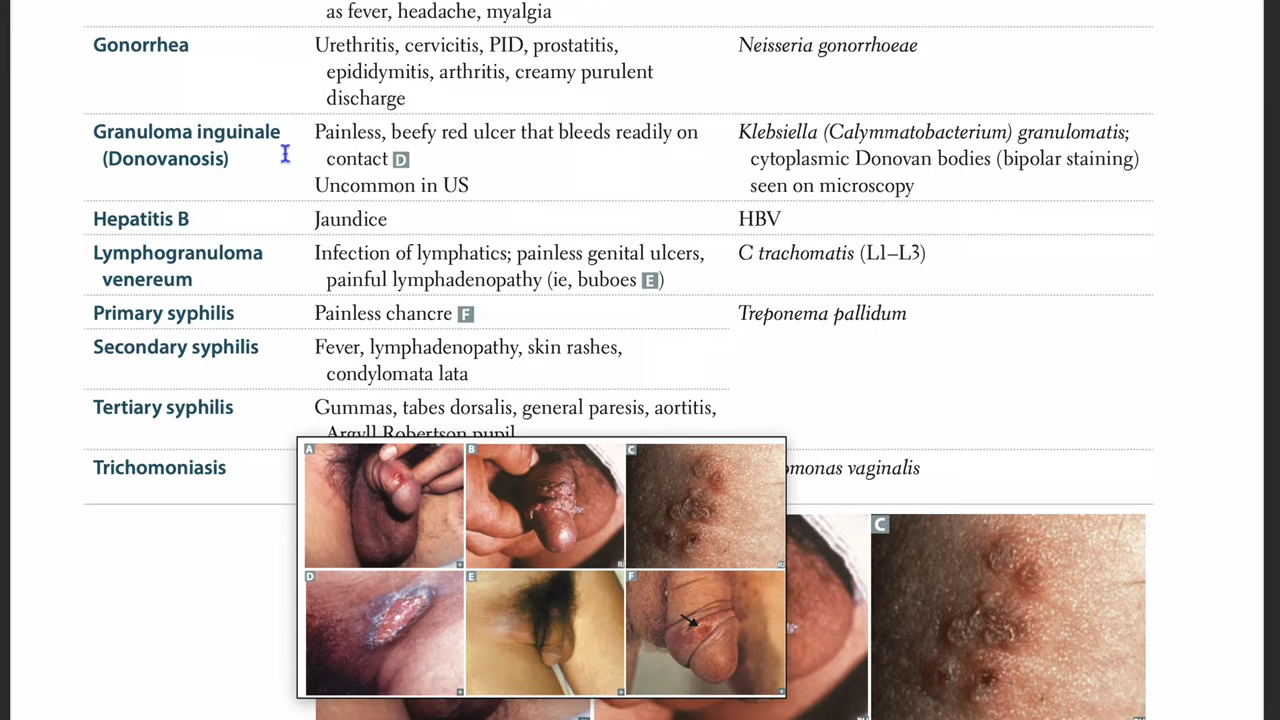 as fever, headache, myalgia
Gonorrhea
Urethritis, cervicitis, PID, prostatitis,
epididymitis, arthritis, creamy purulent
discharge
Neisseria gonorrhoeae
Granuloma inguinale
(Donovanosis)
Painless, beefy red ulcer that bleeds readily on
contact D
Uncommon in US
Klebsiella (Calymmatobacterium) granulomatis;
cytoplasmic Donovan bodies (bipolar staining)
seen on microscopy
Hepatitis B
Jaundice
HBV
Lymphogranuloma
venereum
Infection of lymphatics; painless genital ulcers,
painful lymphadenopathy (ie, buboes E)
C trachomatis (L1–L3)
Primary syphilis
Painless chancre F
Treponema pallidum
Secondary syphilis
Fever, lymphadenopathy, skin rashes,
condylomata lata
Tertiary syphilis
Gummas, tabes dorsalis, general paresis, aortitis,
Argyll Robertson pupil
Trichomoniasis
omonas vaginalis
A
B
C
D
E
F
C